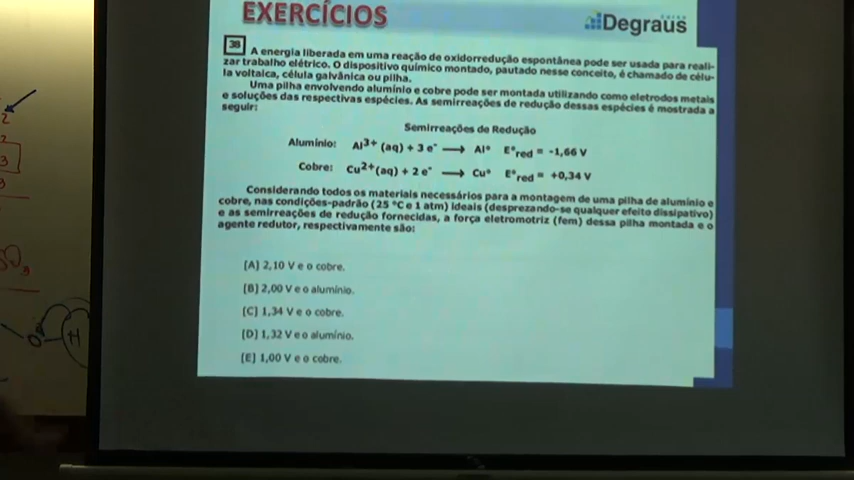 EXERCÍCIOS
curso
Degraus
38 A energia liberada em uma reação de oxidorredução espontânea pode ser usada para reali-
zar trabalho elétrico. O dispositivo químico montado, pautado nesse conceito, é chamado de célu-
la voltaica, célula galvânica ou pilha.
Uma pilha envolvendo alumínio e cobre pode ser montada utilizando como eletrodos metais
e soluções das respectivas espécies. As semirreações de redução dessas espécies é mostrada a
seguir:
Semirreações de Redução
Alumínio: Al³⁺ (aq) + 3 e⁻ ⟶ Al° E°red = -1,66 V
Cobre: Cu²⁺(aq) + 2 e⁻ ⟶ Cu° E°red = +0,34 V
Considerando todos os materiais necessários para a montagem de uma pilha de alumínio e
cobre, nas condições-padrão (25 °C e 1 atm) ideais (desprezando-se qualquer efeito dissipativo)
e as semirreações de redução fornecidas, a força eletromotriz (fem) dessa pilha montada e o
agente redutor, respectivamente são:
[A] 2,10 V e o cobre.
[B] 2,00 V e o alumínio.
[C] 1,34 V e o cobre.
[D] 1,32 V e o alumínio.
[E] 1,00 V e o cobre.
2
2
3
3
O
H